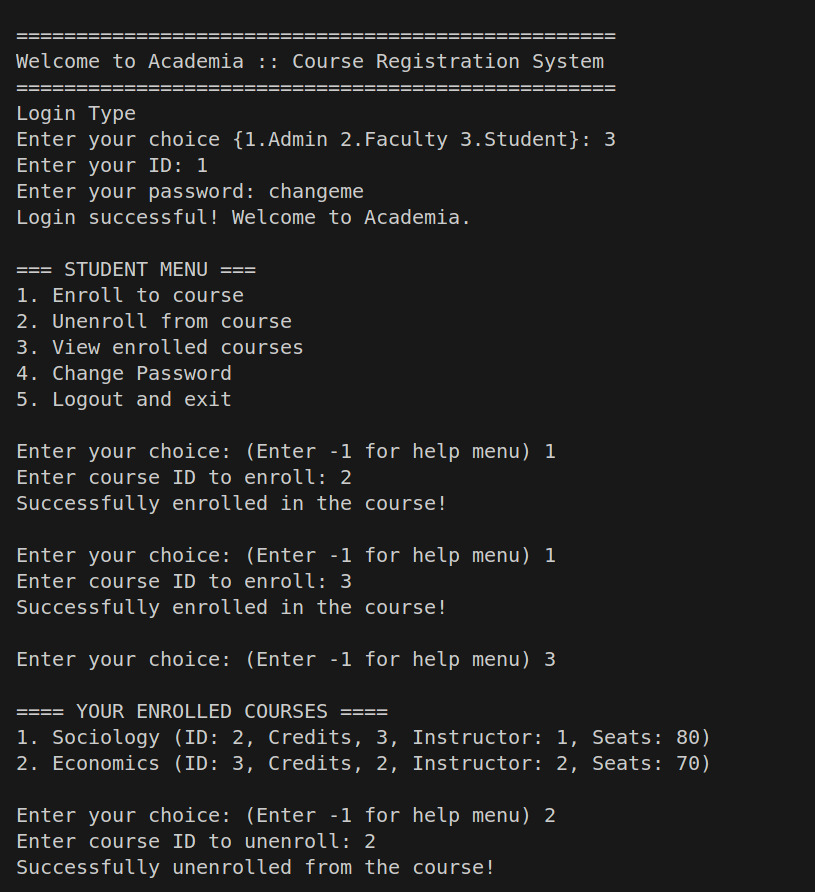 ==================================================
Welcome to Academia :: Course Registration System
==================================================
Login Type
Enter your choice {1.Admin 2.Faculty 3.Student}: 3
Enter your ID: 1
Enter your password: changeme
Login successful! Welcome to Academia.

=== STUDENT MENU ===
1. Enroll to course
2. Unenroll from course
3. View enrolled courses
4. Change Password
5. Logout and exit

Enter your choice: (Enter -1 for help menu) 1
Enter course ID to enroll: 2
Successfully enrolled in the course!

Enter your choice: (Enter -1 for help menu) 1
Enter course ID to enroll: 3
Successfully enrolled in the course!

Enter your choice: (Enter -1 for help menu) 3

==== YOUR ENROLLED COURSES ====
1. Sociology (ID: 2, Credits, 3, Instructor: 1, Seats: 80)
2. Economics (ID: 3, Credits, 2, Instructor: 2, Seats: 70)

Enter your choice: (Enter -1 for help menu) 2
Enter course ID to unenroll: 2
Successfully unenrolled from the course!